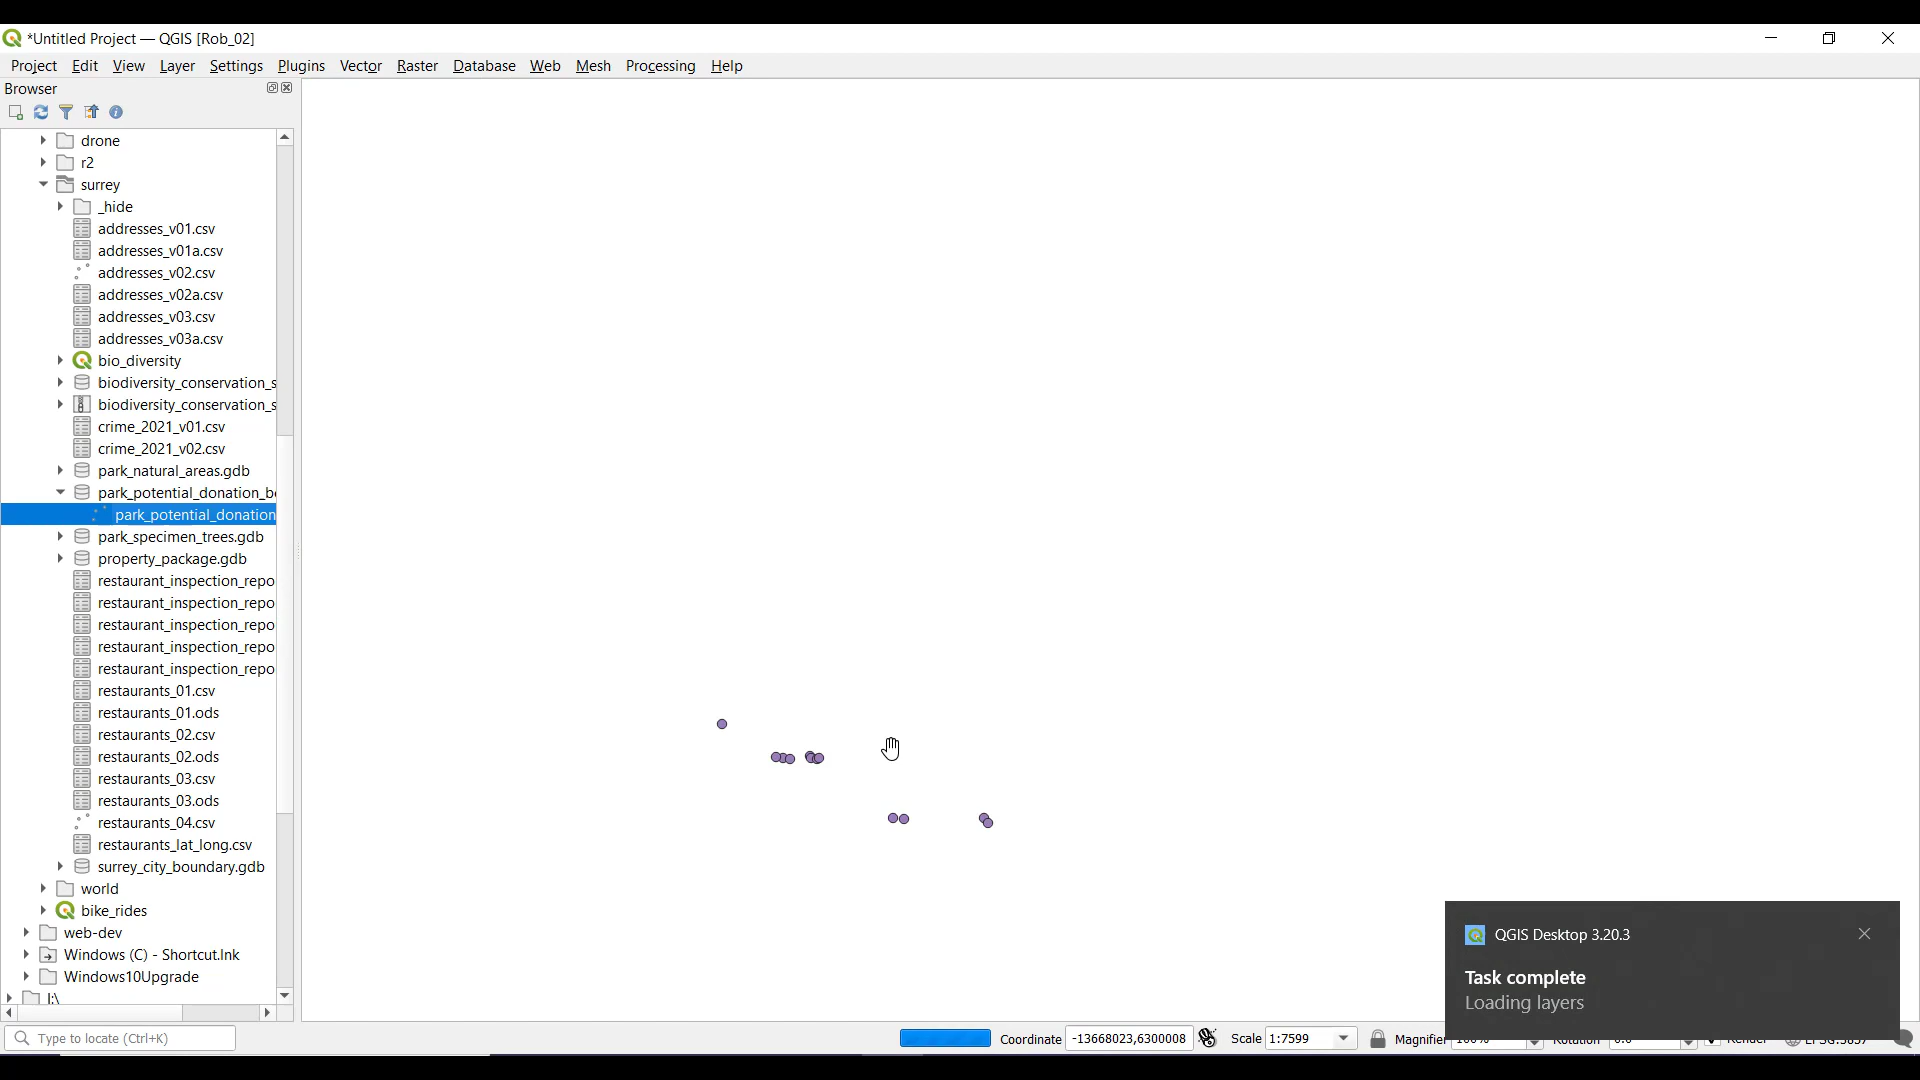 *Untitled Project — QGIS [Rob_02]
Project Edit View Layer Settings Plugins Vector Raster Database Web Mesh Processing Help
Browser
drone
r2
surrey
_hide
addresses_v01.csv
addresses_v01a.csv
addresses_v02.csv
addresses_v02a.csv
addresses_v03.csv
addresses_v03a.csv
bio_diversity
biodiversity_conservation_s
biodiversity_conservation_s
crime_2021_v01.csv
crime_2021_v02.csv
park_natural_areas.gdb
park_potential_donation_be
park_potential_donation
park_specimen_trees.gdb
property_package.gdb
restaurant_inspection_repo
restaurant_inspection_repo
restaurant_inspection_repo
restaurant_inspection_repo
restaurant_inspection_repo
restaurants_01.csv
restaurants_01.ods
restaurants_02.csv
restaurants_02.ods
restaurants_03.csv
restaurants_03.ods
restaurants_04.csv
restaurants_lat_long.csv
surrey_city_boundary.gdb
world
bike_rides
web-dev
Windows (C) - Shortcut.lnk
Windows10Upgrade
QGIS Desktop 3.20.3
Task complete
Loading layers
Type to locate (Ctrl+K) Coordinate -13668023,6300008 Scale 1:7599 Magnifier